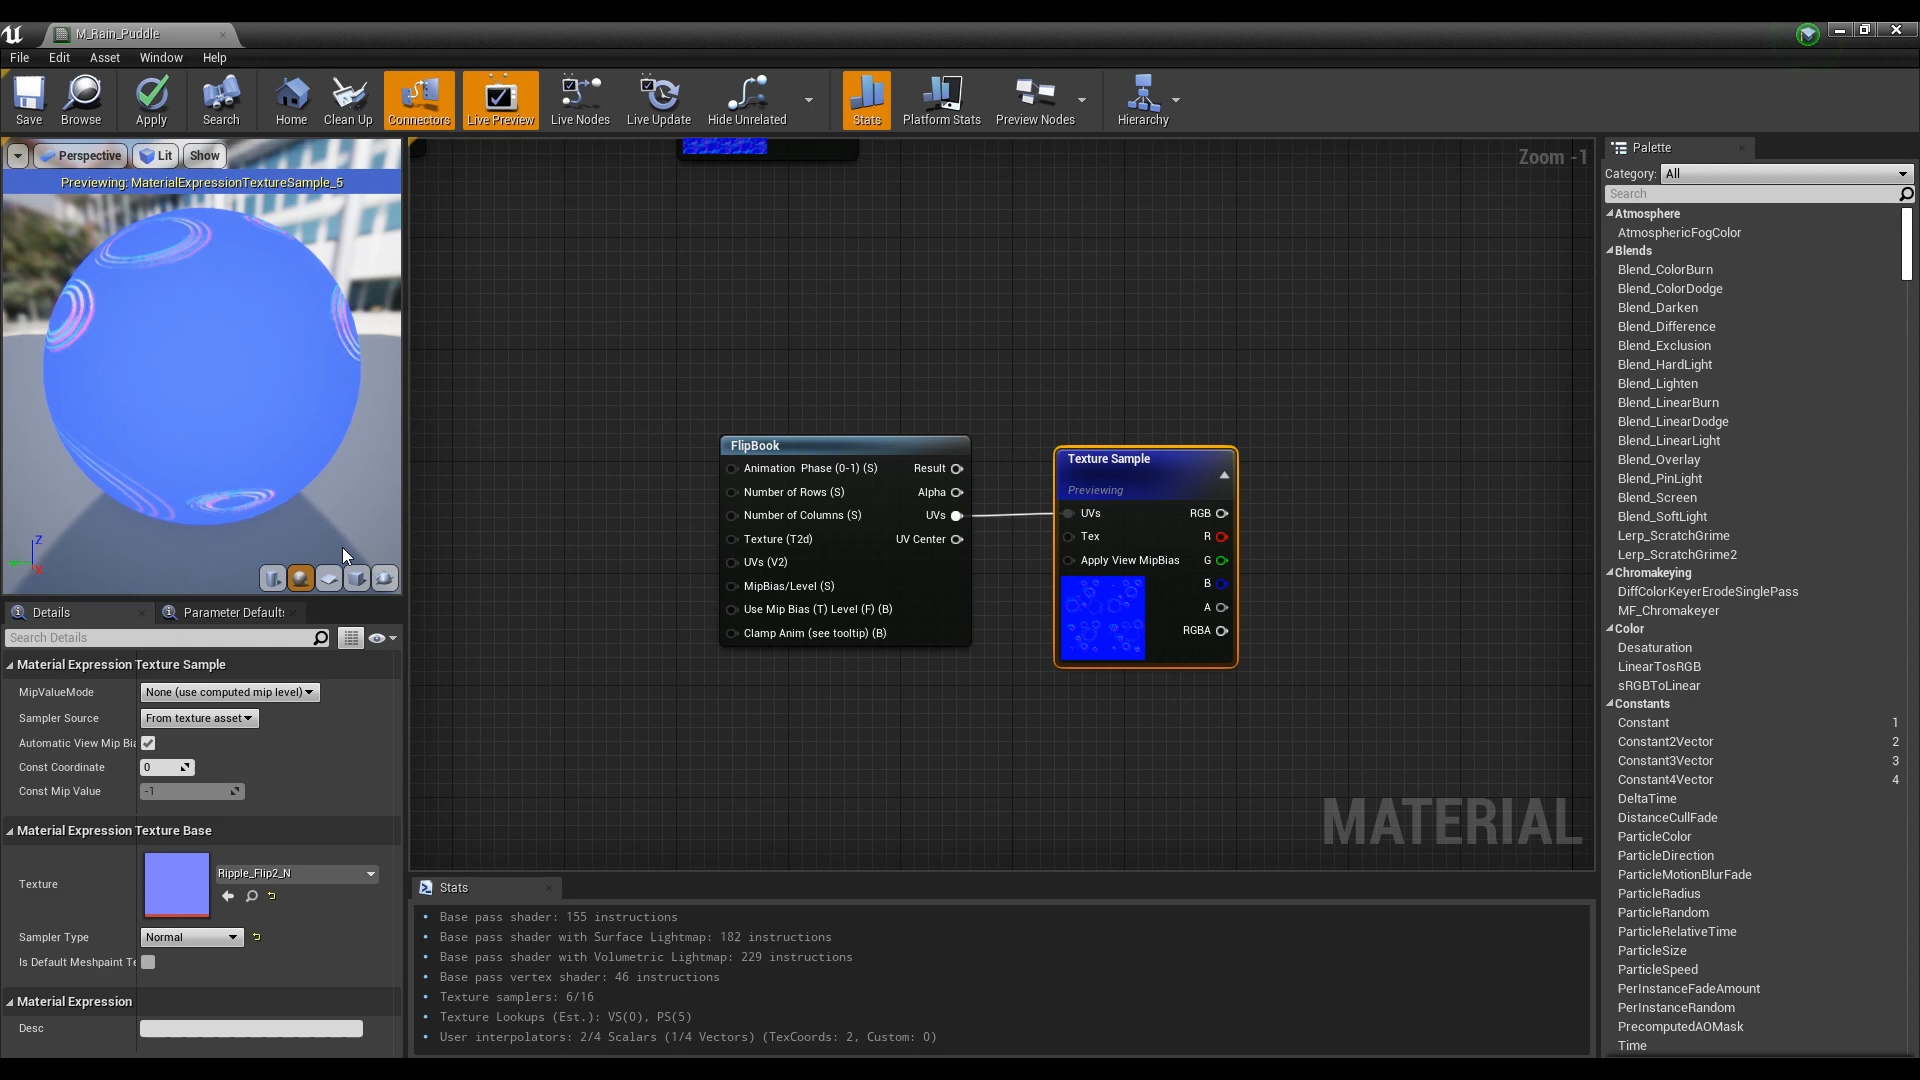 M_Rain_Puddle
File Edit Asset Window Help
Save Browse Apply Search Home Clean Up Connectors Live Preview Live Nodes Live Update Hide Unrelated Stats Platform Stats Preview Nodes Hierarchy
Perspective Lit Show
Previewing: MaterialExpressionTextureSample_5
Z
X
Details Parameter Default
Search Details
Material Expression Texture Sample
MipValueMode None (use computed mip level)
Sampler Source From texture asset
Automatic View Mip Bia
Const Coordinate 0
Const Mip Value -1
Material Expression Texture Base
Texture Ripple_Flip2_N
Sampler Type Normal
Is Default Meshpaint Te
Material Expression
Desc
Zoom -1
FlipBook
Animation Phase (0-1) (S) Result
Number of Rows (S) Alpha
Number of Columns (S) UVs
Texture (T2d) UV Center
UVs (V2)
MipBias/Level (S)
Use Mip Bias (T) Level (F) (B)
Clamp Anim (see tooltip) (B)
Texture Sample
Previewing
UVs RGB
Tex R
Apply View MipBias G
B
A
RGBA
MATERIAL
Stats
Base pass shader: 155 instructions
Base pass shader with Surface Lightmap: 182 instructions
Base pass shader with Volumetric Lightmap: 229 instructions
Base pass vertex shader: 46 instructions
Texture samplers: 6/16
Texture Lookups (Est.): VS(0), PS(5)
User interpolators: 2/4 Scalars (1/4 Vectors) (TexCoords: 2, Custom: 0)
Palette
Category: All
Search
Atmosphere
AtmosphericFogColor
Blends
Blend_ColorBurn
Blend_ColorDodge
Blend_Darken
Blend_Difference
Blend_Exclusion
Blend_HardLight
Blend_Lighten
Blend_LinearBurn
Blend_LinearDodge
Blend_LinearLight
Blend_Overlay
Blend_PinLight
Blend_Screen
Blend_SoftLight
Lerp_ScratchGrime
Lerp_ScratchGrime2
Chromakeying
DiffColorKeyerErodeSinglePass
MF_Chromakeyer
Color
Desaturation
LinearTosRGB
sRGBToLinear
Constants
Constant 1
Constant2Vector 2
Constant3Vector 3
Constant4Vector 4
DeltaTime
DistanceCullFade
ParticleColor
ParticleDirection
ParticleMotionBlurFade
ParticleRadius
ParticleRandom
ParticleRelativeTime
ParticleSize
ParticleSpeed
PerInstanceFadeAmount
PerInstanceRandom
PrecomputedAOMask
Time